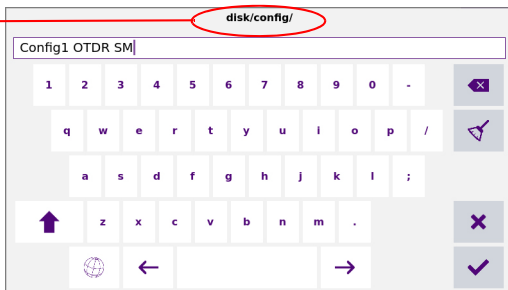 disk/config/
Config1 OTDR SM
1 2 3 4 5 6 7 8 9 0 -
q w e r t y u i o p /
a s d f g h j k l ;
z x c v b n m .